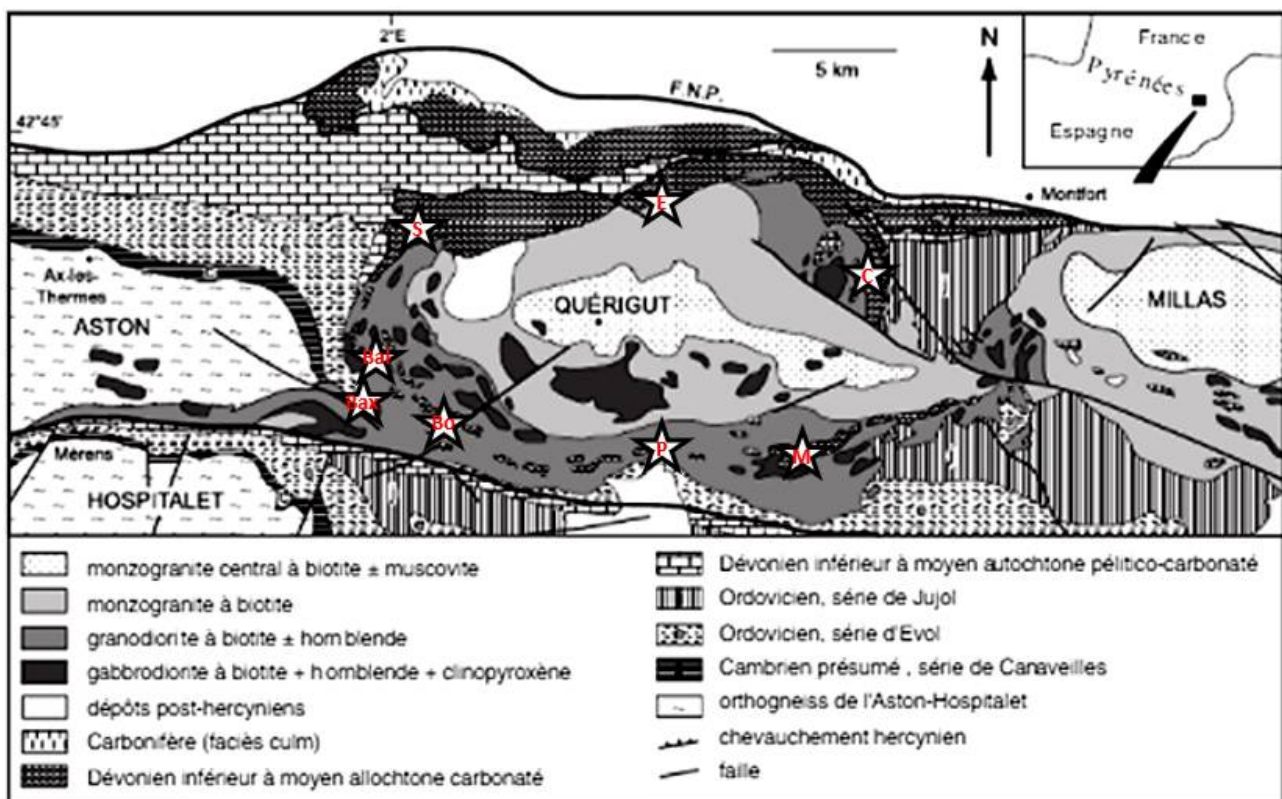 2°E
N
5 km
France
Pyrénées
Espagne
F.N.P.
42°45'
Montfort
E
S
C
Ax-les-
Thermes
ASTON
QUÉRIGUT
MILLAS
Bal
Bax
Bo
P
M
Mérens
HOSPITALET
monzogranite central à biotite ± muscovite
monzogranite à biotite
granodiorite à biotite ± hornblende
gabbrodiorite à biotite + hornblende + clinopyroxène
dépôts post-hercyniens
Carbonifère (faciès culm)
Dévonien inférieur à moyen allochtone carbonaté
Dévonien inférieur à moyen autochtone pélitico-carbonaté
Ordovicien, série de Jujol
Ordovicien, série d'Evol
Cambrien présumé , série de Canaveilles
orthogneiss de l'Aston-Hospitalet
chevauchement hercynien
faille